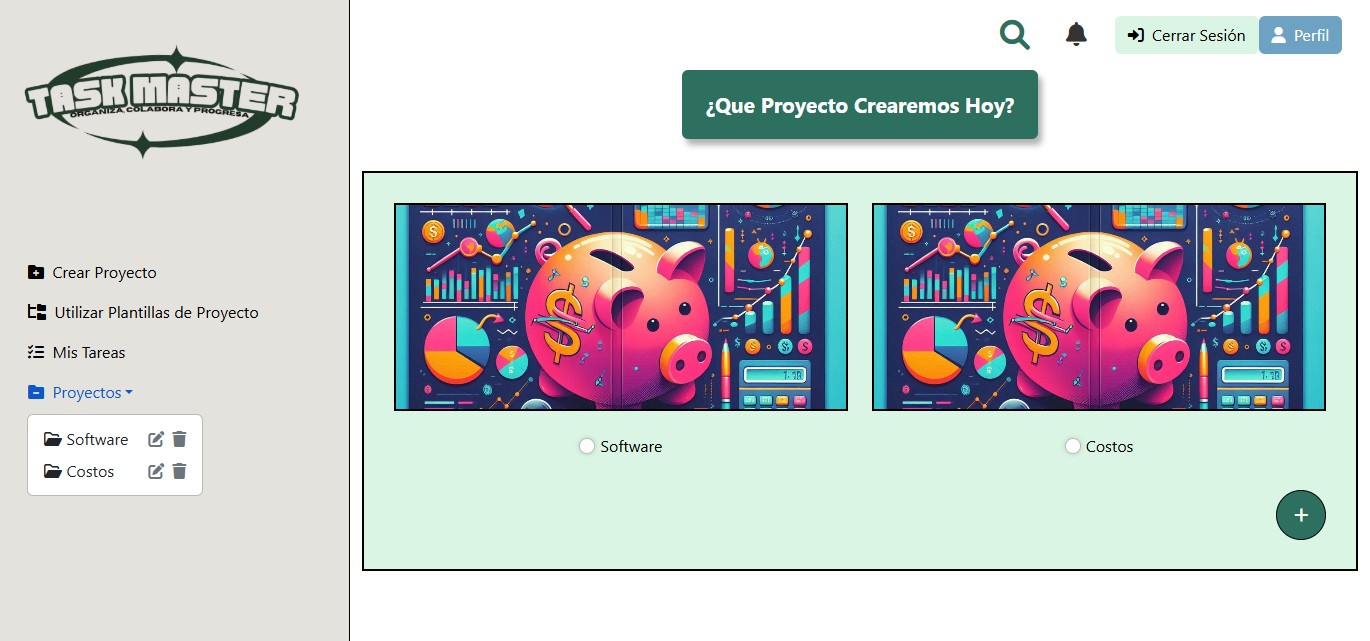 TASK MASTER
ORGANIZA, COLABORA Y PROGRESA
Crear Proyecto
Utilizar Plantillas de Proyecto
Mis Tareas
Proyectos
Software
Costos
Cerrar Sesión
Perfil
¿Que Proyecto Crearemos Hoy?
Software
Costos
+